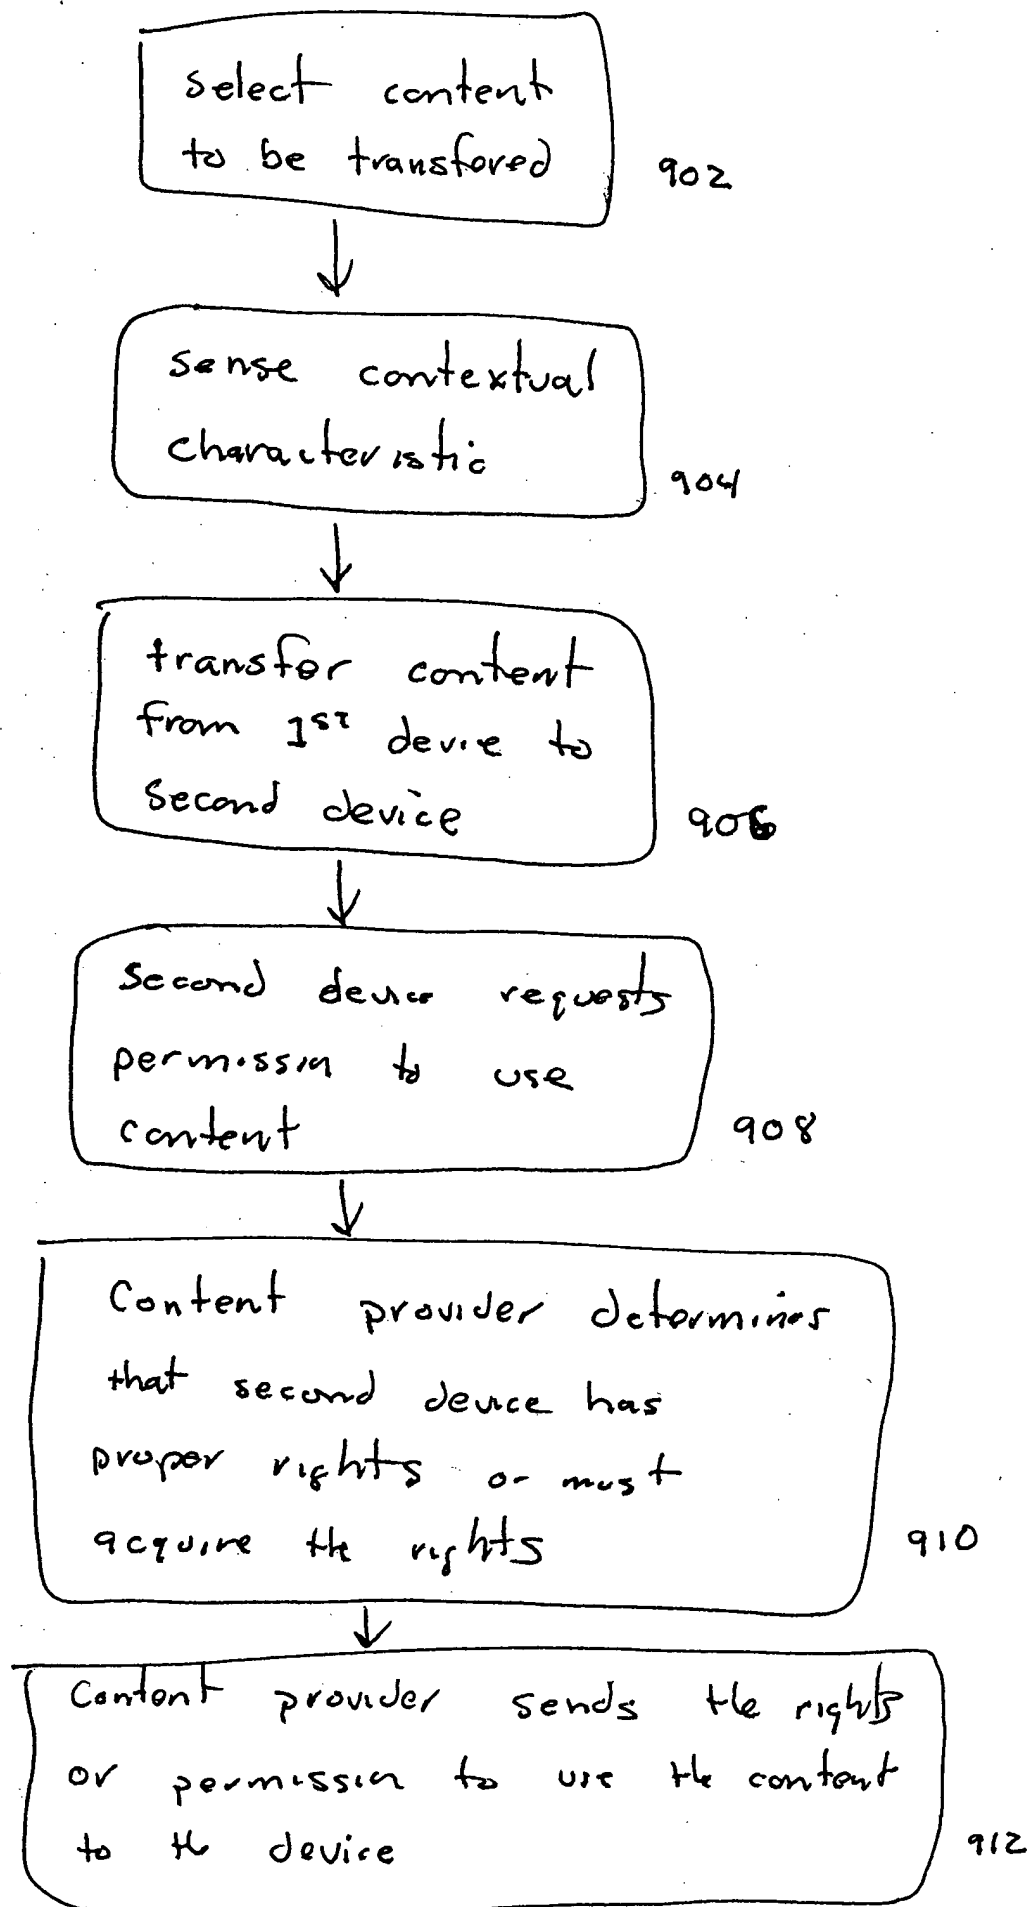 select content
to be transfored
902
sense contextual
characteristic
904
transfer content
from 1ST device to
second device
906
second device requests
permission to use
content
908
Content provider determines
that second device has
proper rights or must
acquire the rights
910
Content provider sends the rights
or permission to use the content
to the device
912